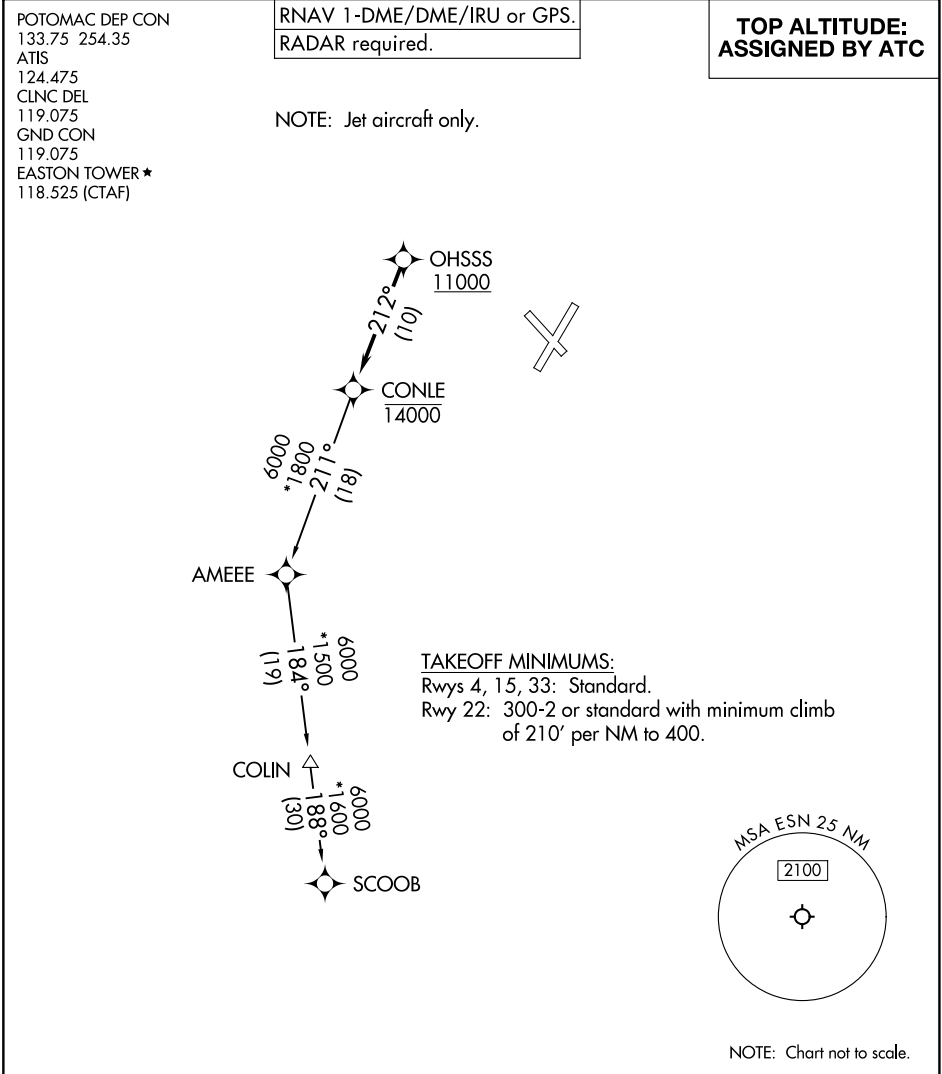 POTOMAC DEP CON
133.75 254.35
ATIS
124.475
CLNC DEL
119.075
GND CON
119.075
EASTON TOWER★
118.525 (CTAF)
RNAV 1-DME/DME/IRU or GPS.
RADAR required.
NOTE: Jet aircraft only.
TOP ALTITUDE:
ASSIGNED BY ATC
OHSSS
11000
212°
(10)
CONLE
14000
6000
*1800
211°
(18)
AMEEE
6000
*1500
184°
(19)
TAKEOFF MINIMUMS:
Rwys 4, 15, 33: Standard.
Rwy 22: 300-2 or standard with minimum climb
of 210' per NM to 400.
COLIN
6000
*1600
188°
(30)
SCOOB
MSA ESN 25 NM
2100
NOTE: Chart not to scale.